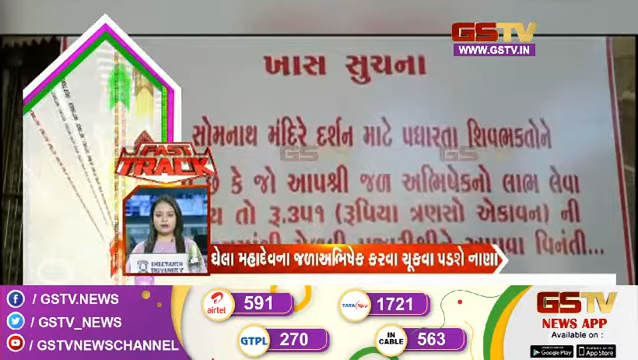 GSTV
WWW.GSTV.IN
ખાસ સુચના
સોમનાથ મંદિરે દર્શન માટે પધારતા શિવભક્તોને
છે કે જો આપશ્રી જળ અભિષેકનો લાભ લેવા
તો રૂ.૩૫૧ (રૂપિયા ત્રણસો એકાવન) ની
વિનંતી...
FAST
TRACK
ઘેલા મહાદેવના જળાઅભિષેક કરવા ચૂકવા પડશે નાણા
/ GSTV.NEWS
/ GSTV_NEWS
/ GSTVNEWSCHANNEL
airtel 591
TATA 1721
GTPL 270
IN CABLE 563
GSTV
NEWS APP
Available on :
Google Play
App Store